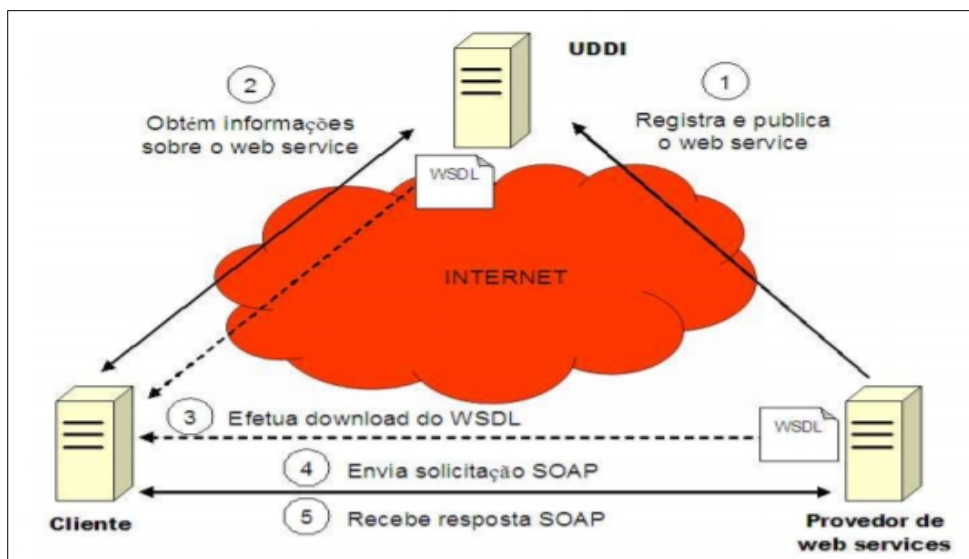 UDDI
2
Obtém informações
sobre o web service
1
Registra e publica
o web service
WSDL
INTERNET
3 Efetua download do WSDL
WSDL
4 Envia solicitação SOAP
5 Recebe resposta SOAP
Cliente
Provedor de
web services